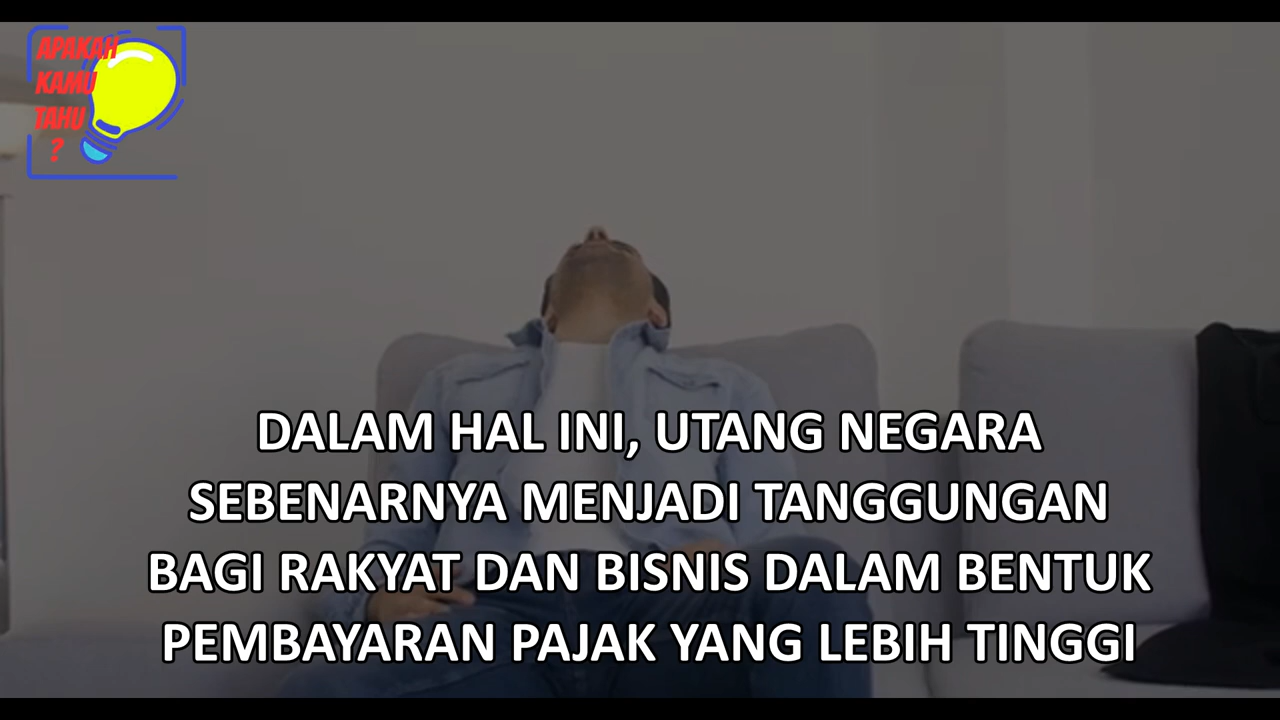 APAKAH
KAMU
TAHU
?
DALAM HAL INI, UTANG NEGARA
SEBENARNYA MENJADI TANGGUNGAN
BAGI RAKYAT DAN BISNIS DALAM BENTUK
PEMBAYARAN PAJAK YANG LEBIH TINGGI